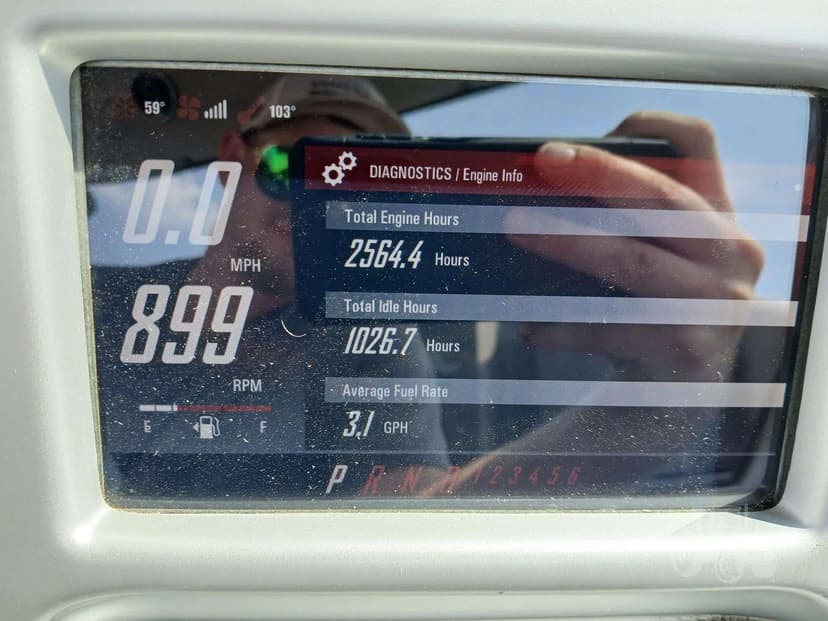 59° 103°
DIAGNOSTICS / Engine Info
0.0
MPH
899
RPM
E F
Total Engine Hours
2564.4 Hours
Total Idle Hours
1026.7 Hours
Average Fuel Rate
3.1 GPH
P R N D 1 2 3 4 5 6